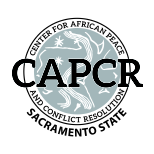 CENTER FOR AFRICAN PEACE
CAPCR
AND CONFLICT RESOLUTION
SACRAMENTO STATE